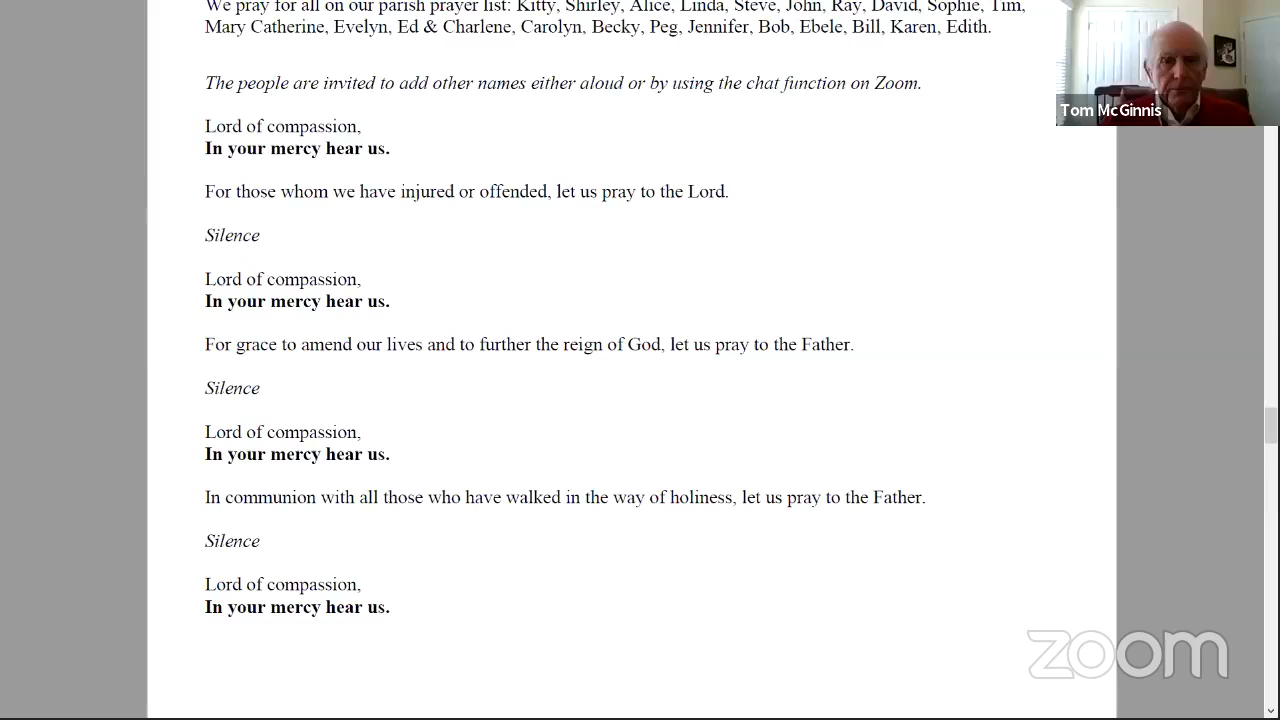 We pray for all on our parish prayer list: Kitty, Shirley, Alice, Linda, Steve, John, Ray, David, Sophie, Tim,
Mary Catherine, Evelyn, Ed & Charlene, Carolyn, Becky, Peg, Jennifer, Bob, Ebele, Bill, Karen, Edith.
The people are invited to add other names either aloud or by using the chat function on Zoom.
Tom McGinnis
Lord of compassion,
In your mercy hear us.
For those whom we have injured or offended, let us pray to the Lord.
Silence
Lord of compassion,
In your mercy hear us.
For grace to amend our lives and to further the reign of God, let us pray to the Father.
Silence
Lord of compassion,
In your mercy hear us.
In communion with all those who have walked in the way of holiness, let us pray to the Father.
Silence
Lord of compassion,
In your mercy hear us.
zoom